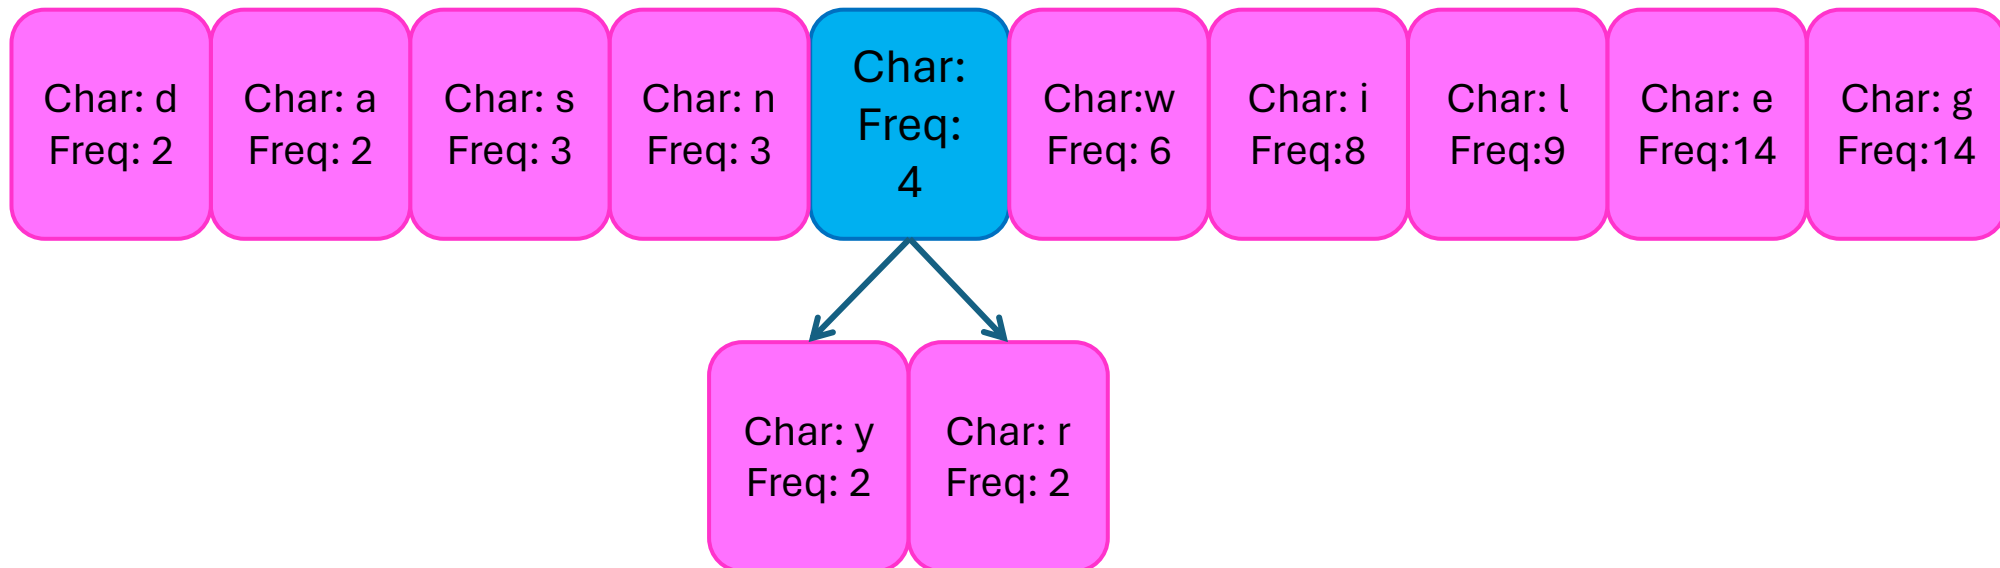 Char: d
Freq: 2
Char: a
Freq: 2
Char: s
Freq: 3
Char: n
Freq: 3
Char:
Freq:
4
Char:w
Freq: 6
Char: i
Freq:8
Char: l
Freq:9
Char: e
Freq:14
Char: g
Freq:14
Char: y
Freq: 2
Char: r
Freq: 2